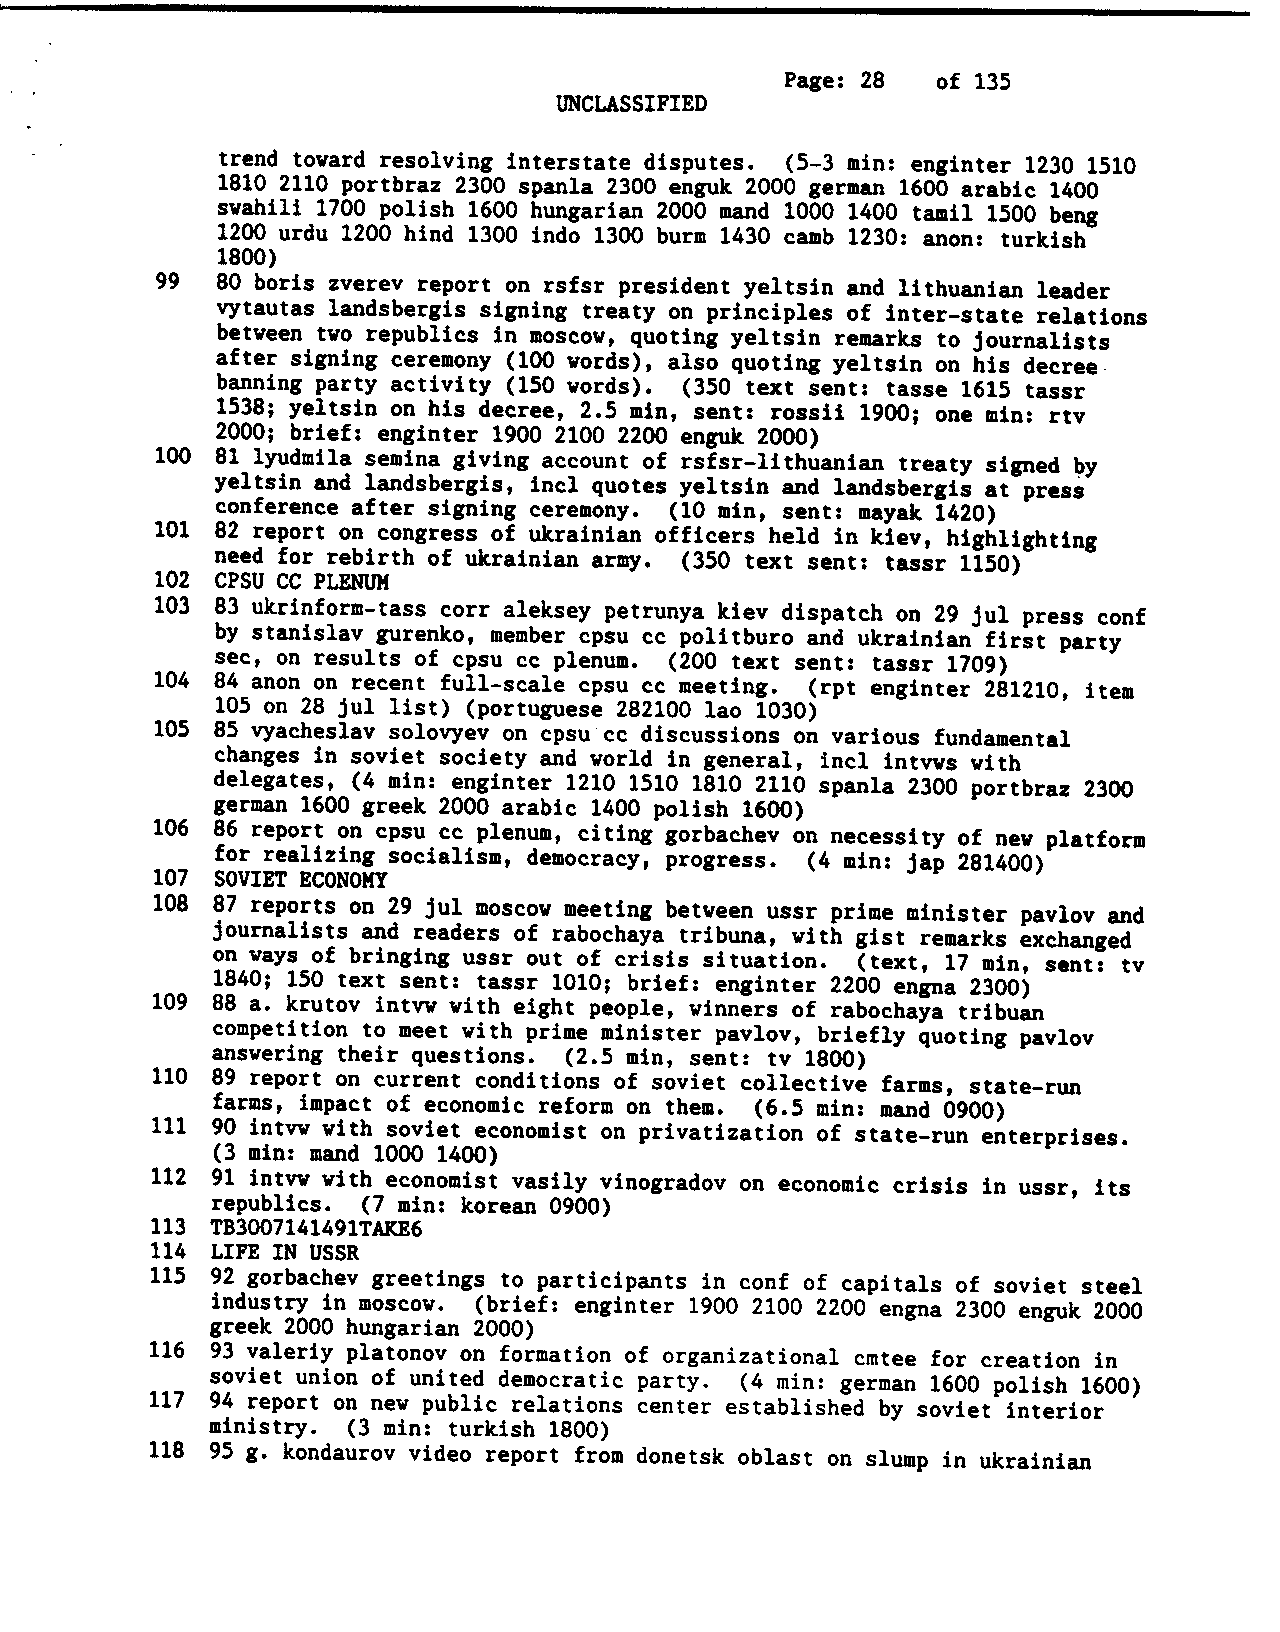 Page: 28 of 135
UNCLASSIFIED
trend toward resolving interstate disputes. (5-3 min: enginter 1230 1510
1810 2110 portbraz 2300 spanla 2300 enguk 2000 german 1600 arabic 1400
swahili 1700 polish 1600 hungarian 2000 mand 1000 1400 tamil 1500 beng
1200 urdu 1200 hind 1300 indo 1300 burm 1430 camb 1230: anon: turkish
1800)
99 80 boris zverev report on rsfsr president yeltsin and lithuanian leader
vytautas landsbergis signing treaty on principles of inter-state relations
between two republics in moscow, quoting yeltsin remarks to journalists
after signing ceremony (100 words), also quoting yeltsin on his decree
banning party activity (150 words). (350 text sent: tasse 1615 tassr
1538; yeltsin on his decree, 2.5 min, sent: rossii 1900; one min: rtv
2000; brief: enginter 1900 2100 2200 enguk 2000)
100 81 lyudmila semina giving account of rsfsr-lithuanian treaty signed by
yeltsin and landsbergis, incl quotes yeltsin and landsbergis at press
conference after signing ceremony. (10 min, sent: mayak 1420)
101 82 report on congress of ukrainian officers held in kiev, highlighting
need for rebirth of ukrainian army. (350 text sent: tassr 1150)
102 CPSU CC PLENUM
103 83 ukrinform-tass corr aleksey petrunya kiev dispatch on 29 jul press conf
by stanislav gurenko, member cpsu cc politburo and ukrainian first party
sec, on results of cpsu cc plenum. (200 text sent: tassr 1709)
104 84 anon on recent full-scale cpsu cc meeting. (rpt enginter 281210, item
105 on 28 jul list) (portuguese 282100 lao 1030)
105 85 vyacheslav solovyev on cpsu cc discussions on various fundamental
changes in soviet society and world in general, incl intvws with
delegates, (4 min: enginter 1210 1510 1810 2110 spanla 2300 portbraz 2300
german 1600 greek 2000 arabic 1400 polish 1600)
106 86 report on cpsu cc plenum, citing gorbachev on necessity of new platform
for realizing socialism, democracy, progress. (4 min: jap 281400)
107 SOVIET ECONOMY
108 87 reports on 29 jul moscow meeting between ussr prime minister pavlov and
journalists and readers of rabochaya tribuna, with gist remarks exchanged
on ways of bringing ussr out of crisis situation. (text, 17 min, sent: tv
1840; 150 text sent: tassr 1010; brief: enginter 2200 engna 2300)
109 88 a. krutov intvw with eight people, winners of rabochaya tribuan
competition to meet with prime minister pavlov, briefly quoting pavlov
answering their questions. (2.5 min, sent: tv 1800)
110 89 report on current conditions of soviet collective farms, state-run
farms, impact of economic reform on them. (6.5 min: mand 0900)
111 90 intvw with soviet economist on privatization of state-run enterprises.
(3 min: mand 1000 1400)
112 91 intvw with economist vasily vinogradov on economic crisis in ussr, its
republics. (7 min: korean 0900)
113 TB3007141491TAKE6
114 LIFE IN USSR
115 92 gorbachev greetings to participants in conf of capitals of soviet steel
industry in moscow. (brief: enginter 1900 2100 2200 engna 2300 enguk 2000
greek 2000 hungarian 2000)
116 93 valeriy platonov on formation of organizational cmtee for creation in
soviet union of united democratic party. (4 min: german 1600 polish 1600)
117 94 report on new public relations center established by soviet interior
ministry. (3 min: turkish 1800)
118 95 g. kondaurov video report from donetsk oblast on slump in ukrainian